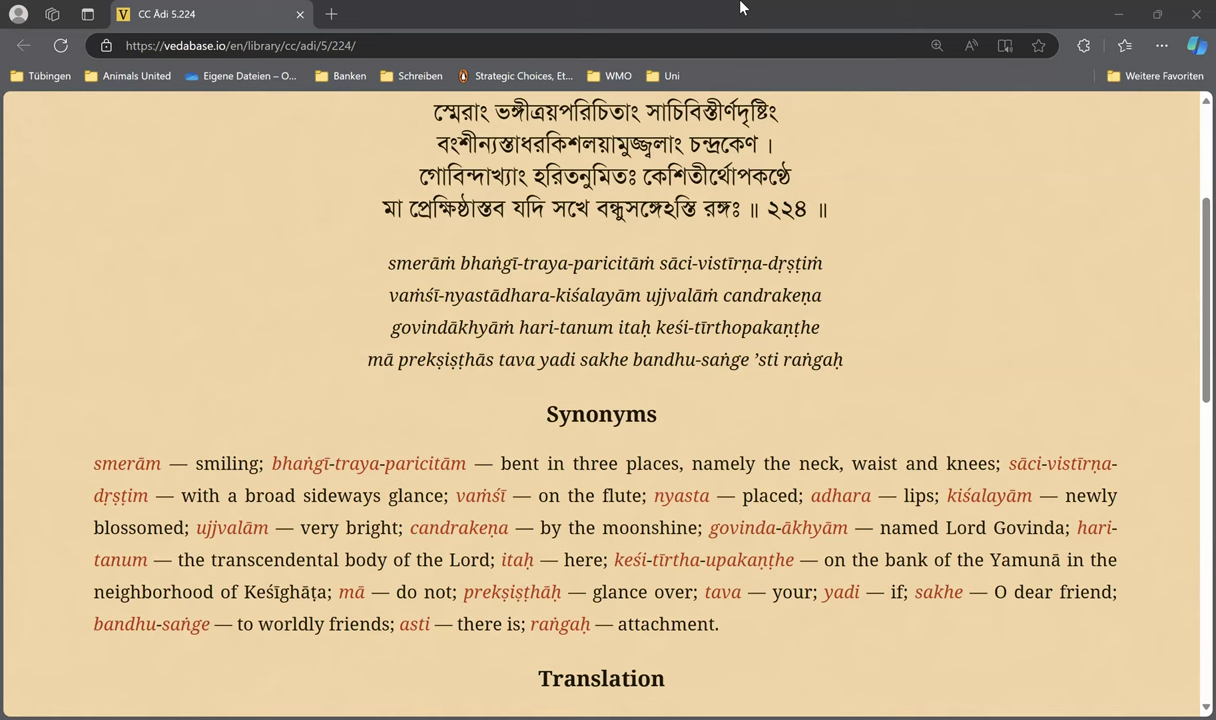 CC Ādi 5.224
https://vedabase.io/en/library/cc/adi/5/224/
Tübingen
Animals United
Eigene Dateien – O...
Banken
Schreiben
Strategic Choices, Et...
WMO
Uni
Weitere Favoriten
স্মেরাং ভঙ্গীত্রয়পরিচিতাং সাচিবিস্তীর্ণদৃষ্টিং
বংশীন্যস্তাধরকিশলয়ামুজ্জ্বলাং চন্দ্রকেণ ।
গোবিন্দাখ্যাং হরিতনুমিতঃ কেশিতীর্থোপকণ্ঠে
মা প্রেক্ষিষ্ঠাস্তব যদি সখে বন্ধুসঙ্গেঽস্তি রঙ্গঃ ॥ ২২৪ ॥
smerāṁ bhaṅgī-traya-paricitāṁ sāci-vistīrṇa-dṛṣṭiṁ
vaṁśī-nyastādhara-kiśalayām ujjvalāṁ candrakeṇa
govindākhyāṁ hari-tanum itaḥ keśi-tīrthopakaṇṭhe
mā prekṣiṣṭhās tava yadi sakhe bandhu-saṅge ’sti raṅgaḥ
Synonyms
smerām — smiling; bhaṅgī-traya-paricitām — bent in three places, namely the neck, waist and knees; sāci-vistīrṇa-
dṛṣṭim — with a broad sideways glance; vaṁśī — on the flute; nyasta — placed; adhara — lips; kiśalayām — newly
blossomed; ujjvalām — very bright; candrakeṇa — by the moonshine; govinda-ākhyām — named Lord Govinda; hari-
tanum — the transcendental body of the Lord; itaḥ — here; keśi-tīrtha-upakaṇṭhe — on the bank of the Yamunā in the
neighborhood of Keśīghāṭa; mā — do not; prekṣiṣṭhāḥ — glance over; tava — your; yadi — if; sakhe — O dear friend;
bandhu-saṅge — to worldly friends; asti — there is; raṅgaḥ — attachment.
Translation